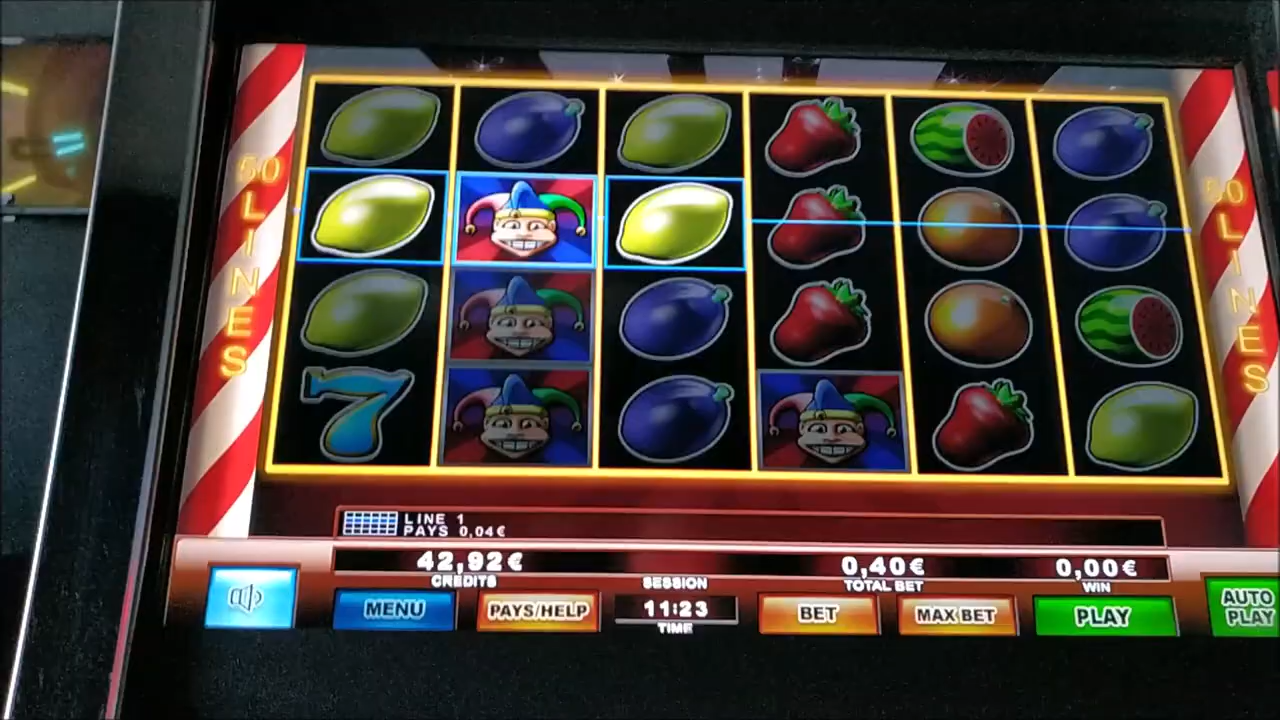 50 LINES
50 LINES
LINE 1
PAYS 0,04€
42,92€
CREDITS
SESSION
11:23
TIME
0,40€
TOTAL BET
0,00€
WIN
MENU
PAYS/HELP
BET
MAX BET
PLAY
AUTO
PLAY